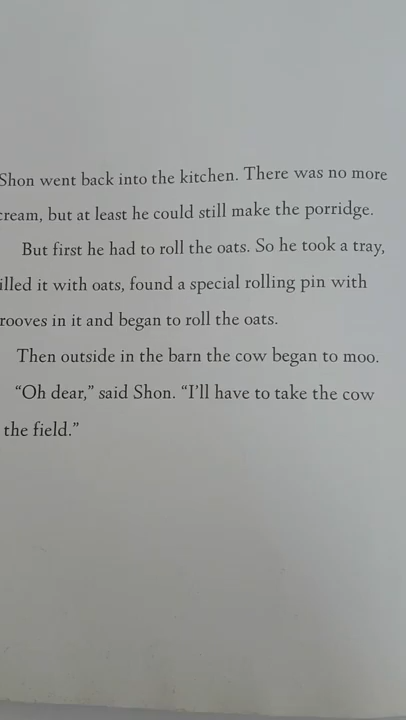 Shon went back into the kitchen. There was no more
cream, but at least he could still make the porridge.
But first he had to roll the oats. So he took a tray,
illed it with oats, found a special rolling pin with
rooves in it and began to roll the oats.
Then outside in the barn the cow began to moo.
“Oh dear,” said Shon. “I’ll have to take the cow
the field.”